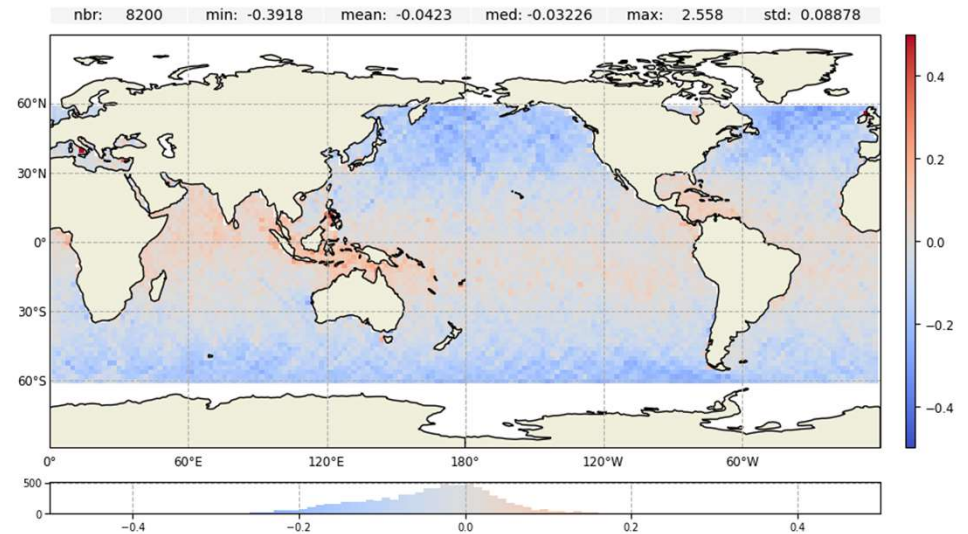 nbr: 8200 min: -0.3918 mean: -0.0423 med: -0.03226 max: 2.558 std: 0.08878
60°N
30°N
0°
30°S
60°S
0° 60°E 120°E 180° 120°W 60°W
0.4
0.2
0.0
−0.2
−0.4
500
0
−0.4 −0.2 0.0 0.2 0.4